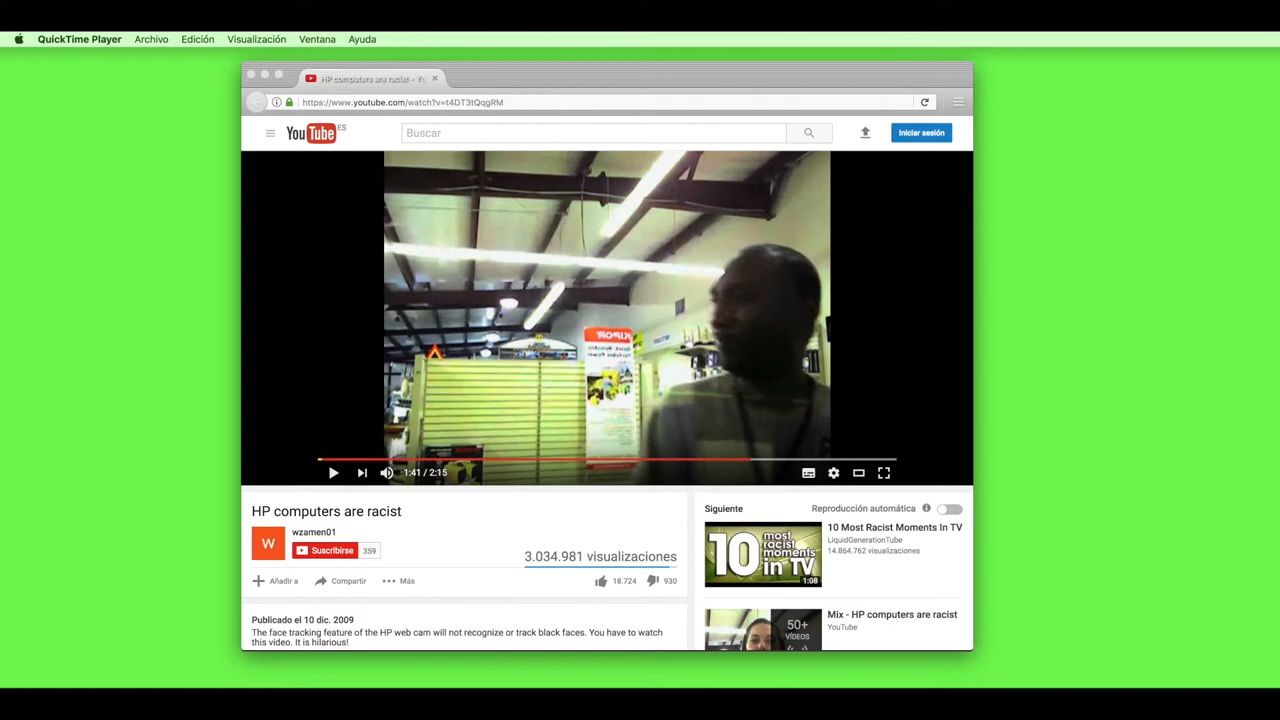 QuickTime Player Archivo Edición Visualización Ventana Ayuda
HP computers are racist - Yo
https://www.youtube.com/watch?v=t4DT3tQqgRM
YouTube ES
Buscar
Iniciar sesión
1:41 / 2:15
HP computers are racist
W
wzamen01
Suscribirse 359
3.034.981 visualizaciones
Añadir a Compartir Más
18.724 930
Publicado el 10 dic. 2009
The face tracking feature of the HP web cam will not recognize or track black faces. You have to watch
this video. It is hilarious!
Siguiente Reproducción automática
10 most racist moments in TV
1:08
10 Most Racist Moments In TV
LiquidGenerationTube
14.864.762 visualizaciones
50+
VÍDEOS
Mix - HP computers are racist
YouTube